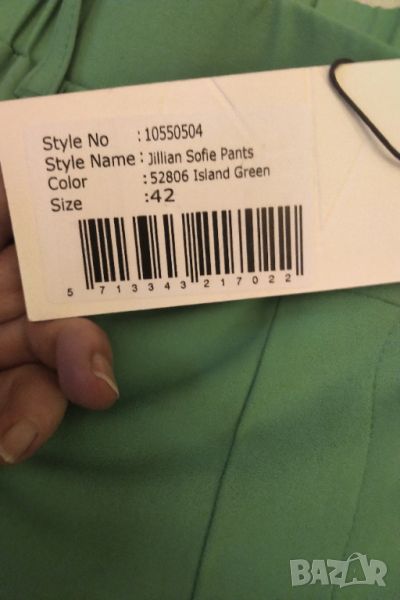 Style No : 10550504
Style Name : Jillian Sofie Pants
Color : 52806 Island Green
Size :42
5 713343 217022
BAZAR